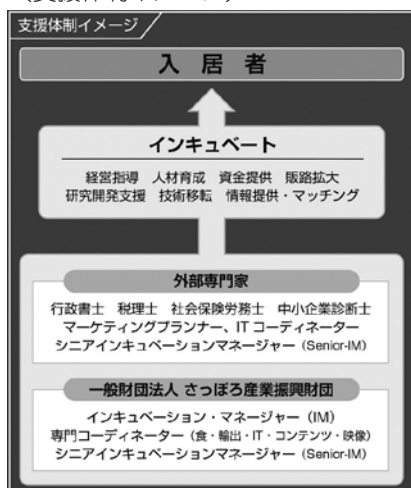 支援体制イメージ
入居者
インキュベート
経営指導 人材育成 資金提供 販路拡大
研究開発支援 技術移転 情報提供・マッチング
外部専門家
行政書士 税理士 社会保険労務士 中小企業診断士
マーケティングプランナー、ITコーディネーター
シニアインキュベーションマネージャー（Senior-IM）
一般財団法人 さっぽろ産業振興財団
インキュベーション・マネージャー（IM）
専門コーディネーター（食・輸出・IT・コンテンツ・映像）
シニアインキュベーションマネージャー（Senior-IM）